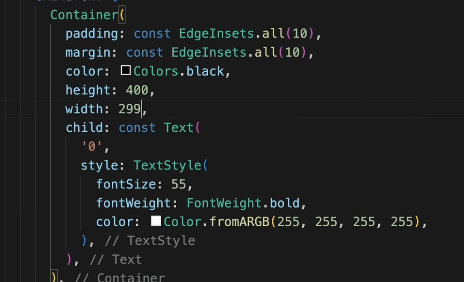 Container(
padding: const EdgeInsets.all(10),
margin: const EdgeInsets.all(10),
color: Colors.black,
height: 400,
width: 299,
child: const Text(
'0',
style: TextStyle(
fontSize: 55,
fontWeight: FontWeight.bold,
color: Color.fromARGB(255, 255, 255, 255),
), // TextStyle
), // Text
), // Container